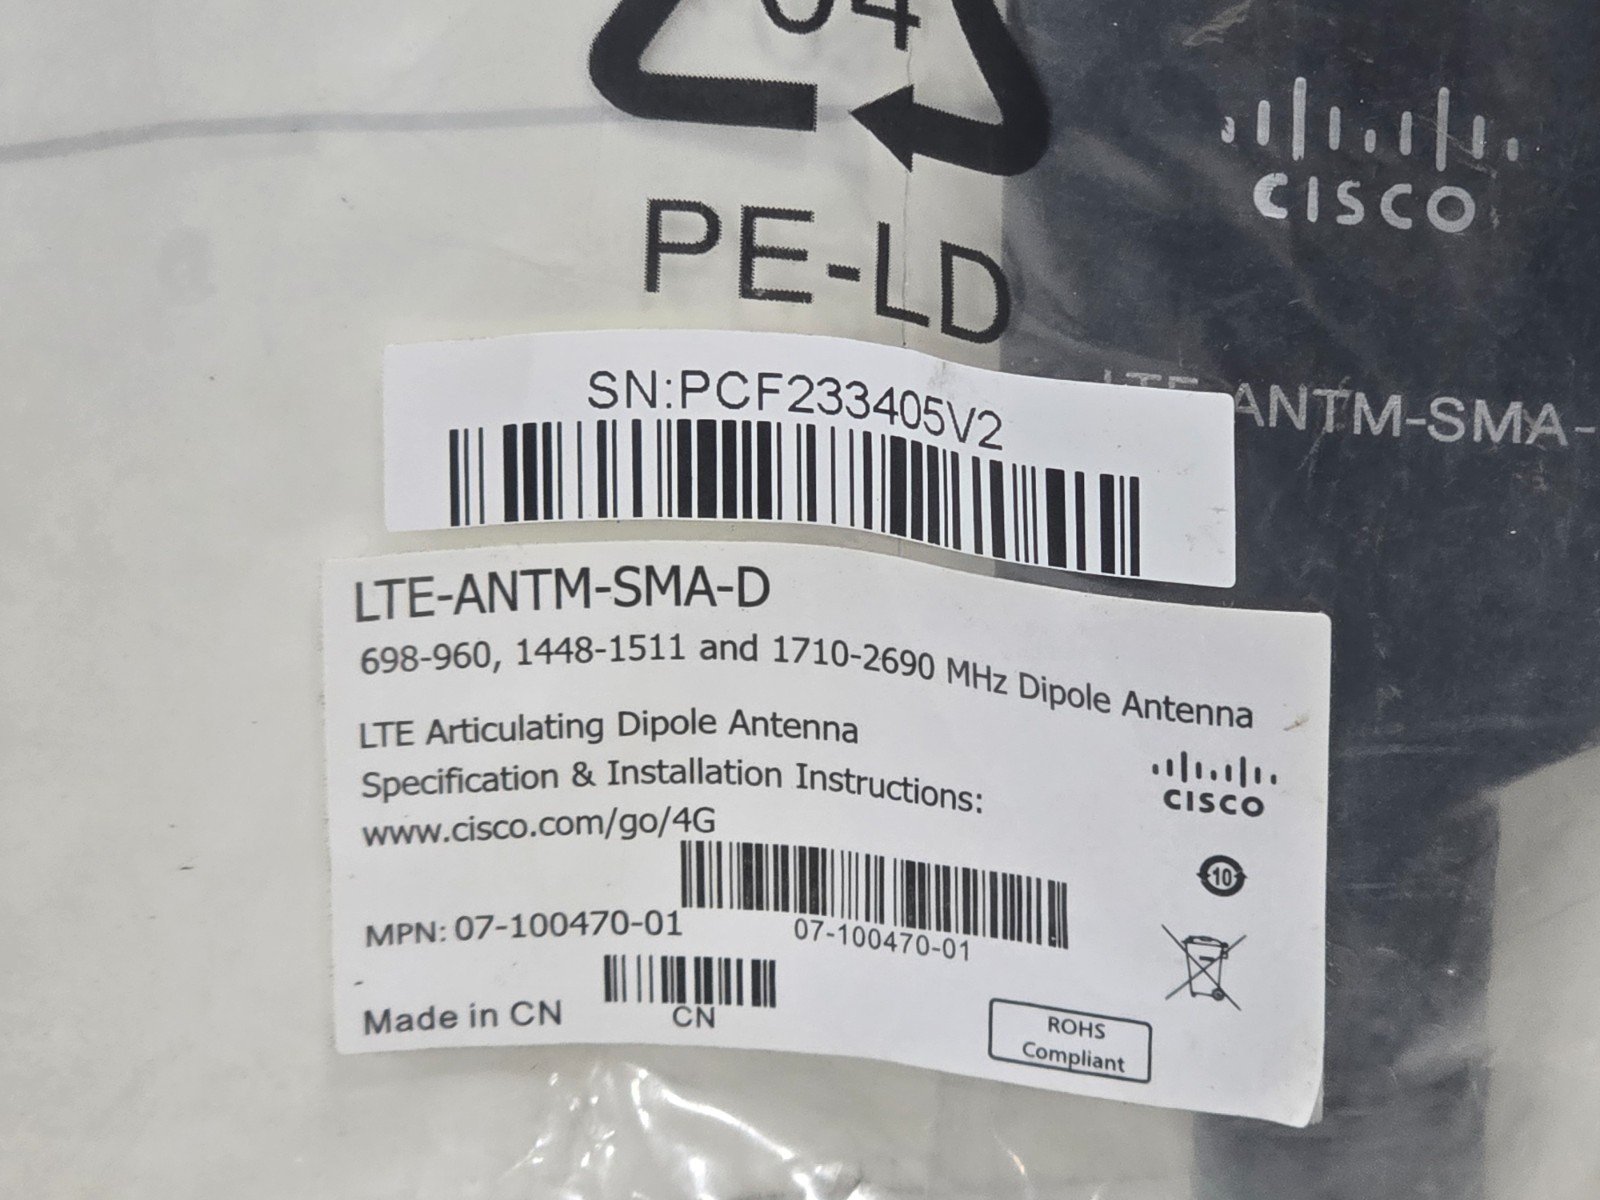 04
PE-LD
CISCO
LTE-ANTM-SMA-
SN:PCF233405V2
LTE-ANTM-SMA-D
698-960, 1448-1511 and 1710-2690 MHz Dipole Antenna
LTE Articulating Dipole Antenna
Specification & Installation Instructions:
www.cisco.com/go/4G
CISCO
10
MPN: 07-100470-01
07-100470-01
Made in CN
CN
ROHS
Compliant